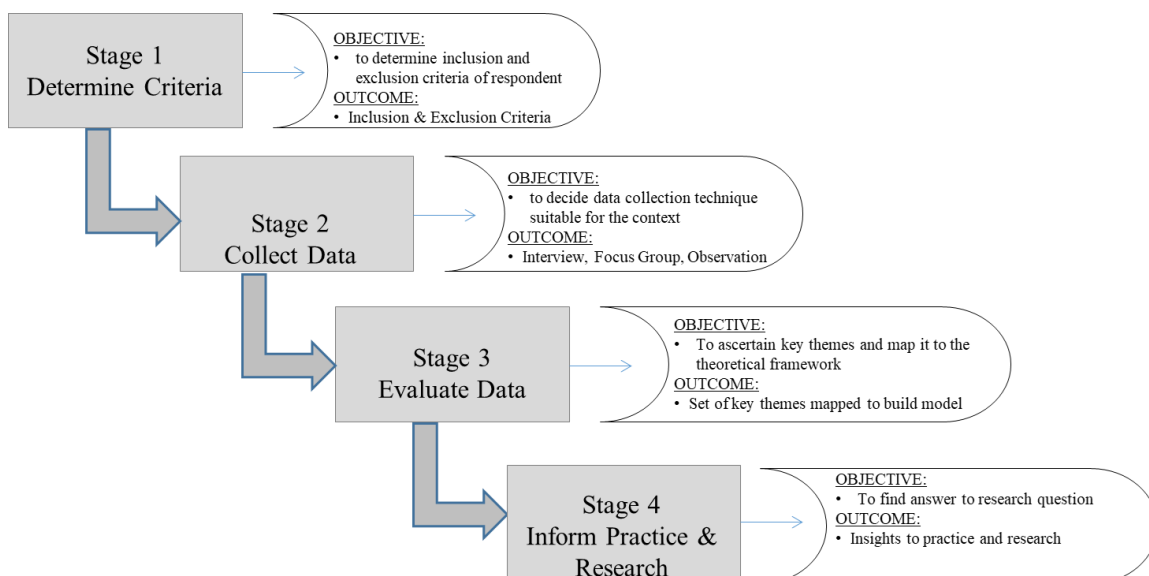 Stage 1
Determine Criteria
OBJECTIVE:
• to determine inclusion and
exclusion criteria of respondent
OUTCOME:
• Inclusion & Exclusion Criteria
Stage 2
Collect Data
OBJECTIVE:
• to decide data collection technique
suitable for the context
OUTCOME:
• Interview, Focus Group, Observation
Stage 3
Evaluate Data
OBJECTIVE:
• To ascertain key themes and map it to the
theoretical framework
OUTCOME:
• Set of key themes mapped to build model
Stage 4
Inform Practice &
Research
OBJECTIVE:
• To find answer to research question
OUTCOME:
• Insights to practice and research